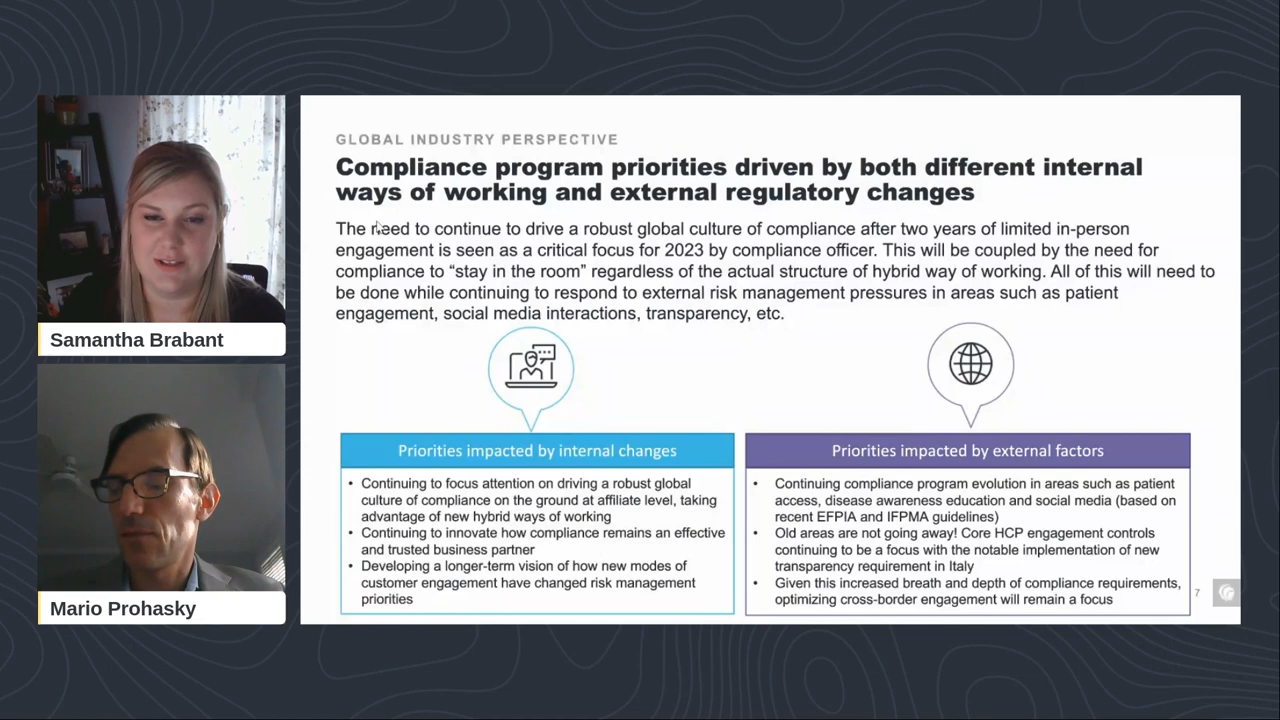 GLOBAL INDUSTRY PERSPECTIVE
Compliance program priorities driven by both different internal
ways of working and external regulatory changes
The need to continue to drive a robust global culture of compliance after two years of limited in-person
engagement is seen as a critical focus for 2023 by compliance officer. This will be coupled by the need for
compliance to “stay in the room” regardless of the actual structure of hybrid way of working. All of this will need to
be done while continuing to respond to external risk management pressures in areas such as patient
engagement, social media interactions, transparency, etc.
Priorities impacted by internal changes
• Continuing to focus attention on driving a robust global
culture of compliance on the ground at affiliate level, taking
advantage of new hybrid ways of working
• Continuing to innovate how compliance remains an effective
and trusted business partner
• Developing a longer-term vision of how new modes of
customer engagement have changed risk management
priorities
Priorities impacted by external factors
• Continuing compliance program evolution in areas such as patient
access, disease awareness education and social media (based on
recent EFPIA and IFPMA guidelines)
• Old areas are not going away! Core HCP engagement controls
continuing to be a focus with the notable implementation of new
transparency requirement in Italy
• Given this increased breath and depth of compliance requirements,
optimizing cross-border engagement will remain a focus
7
Samantha Brabant
Mario Prohasky